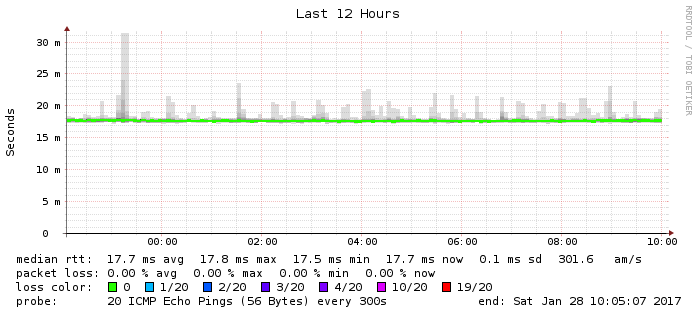 Last 12 Hours
RRDTOOL / TOBI OETIKER
Seconds
30 m
25 m
20 m
15 m
10 m
5 m
0
00:00 02:00 04:00 06:00 08:00 10:00
median rtt: 17.7 ms avg 17.8 ms max 17.5 ms min 17.7 ms now 0.1 ms sd 301.6 am/s
packet loss: 0.00 % avg 0.00 % max 0.00 % min 0.00 % now
loss color: 0 1/20 2/20 3/20 4/20 10/20 19/20
probe: 20 ICMP Echo Pings (56 Bytes) every 300s end: Sat Jan 28 10:05:07 2017